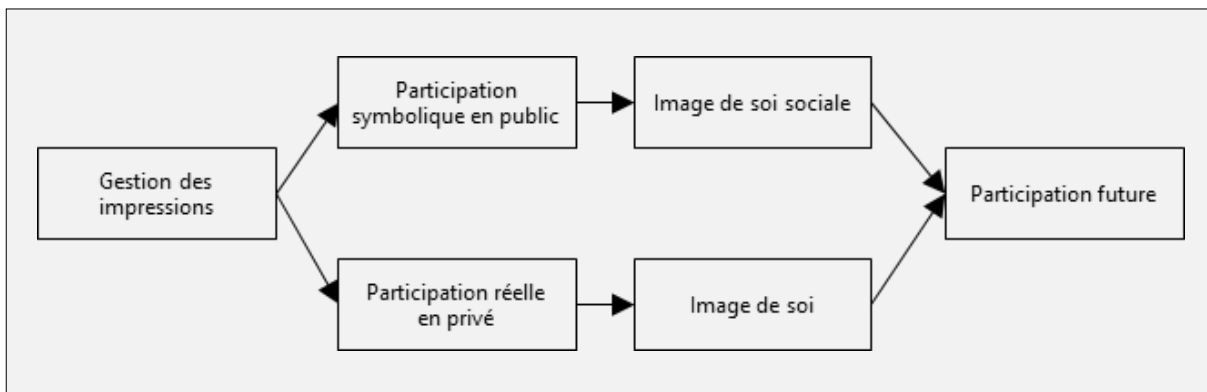 Participation
symbolique en public
Image de soi sociale
Gestion des
impressions
Participation future
Participation réelle
en privé
Image de soi